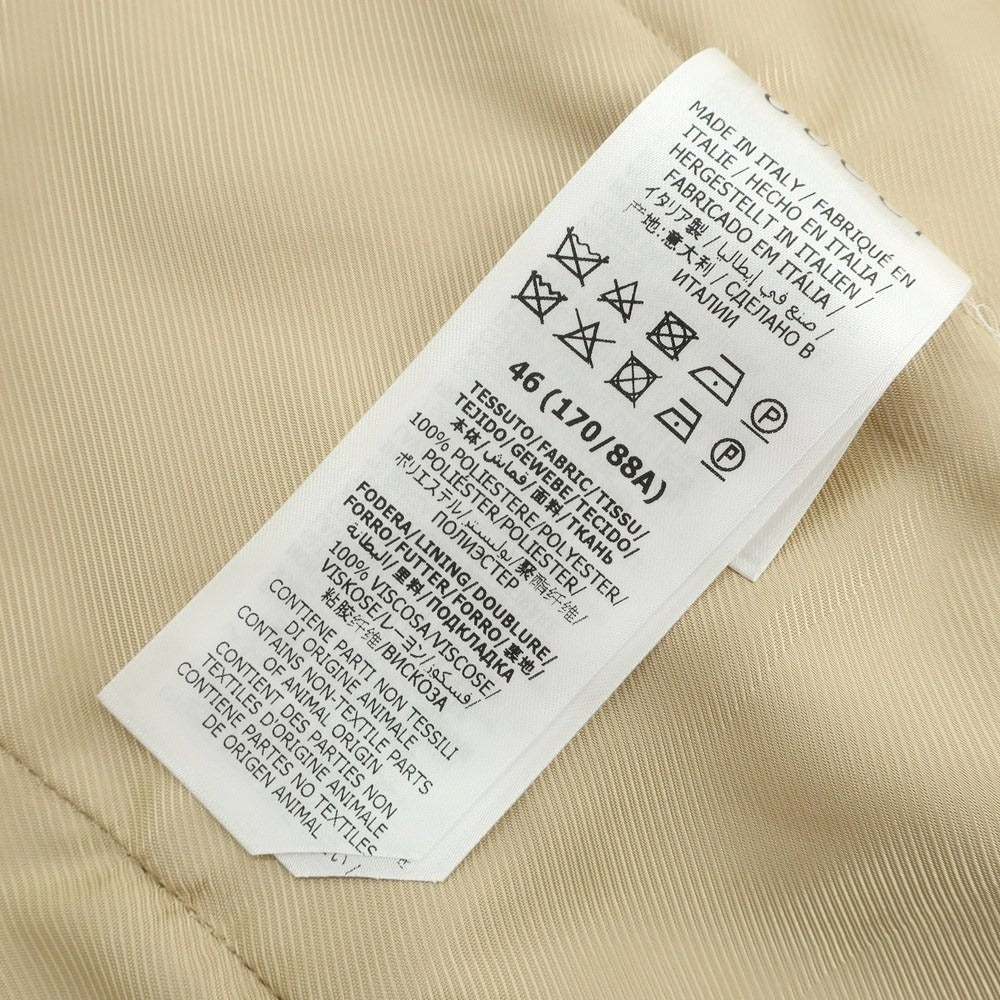 MADE IN ITALY / FABRIQUÉ EN
ITALIE / HECHO EN ITALIA /
HERGESTELLT IN ITALIEN /
FABRICADO EM ITÁLIA /
イタリア製 / صنع في إيطاليا /
产地:意大利 / СДЕЛАНО В
ИТАЛИИ
P
P
46 (170/88A)
TESSUTO/FABRIC/TISSU/
TEJIDO/GEWEBE/TECIDO/
本体/قماش/面料/ТКАНЬ
100% POLIESTERE/POLYESTER/
POLIÉSTER/POLYESTER/
ポリエステル/بوليستر/聚酯纤维/
ПОЛИЭСТЕР
FODERA/LINING/DOUBLURE/
FORRO/FUTTER/FORRO/裏地/
البطانة/里料/ПОДКЛАДКА
100% VISCOSA/VISCOSE/
VISKOSE/レーヨン/فسكوز/
粘胶纤维/ВИСКОЗА
CONTIENE PARTI NON TESSILI
DI ORIGINE ANIMALE
CONTAINS NON-TEXTILE PARTS
OF ANIMAL ORIGIN
CONTIENT DES PARTIES NON
TEXTILES D'ORIGINE ANIMALE
CONTIENE PARTES NO TEXTILES
DE ORIGEN ANIMAL